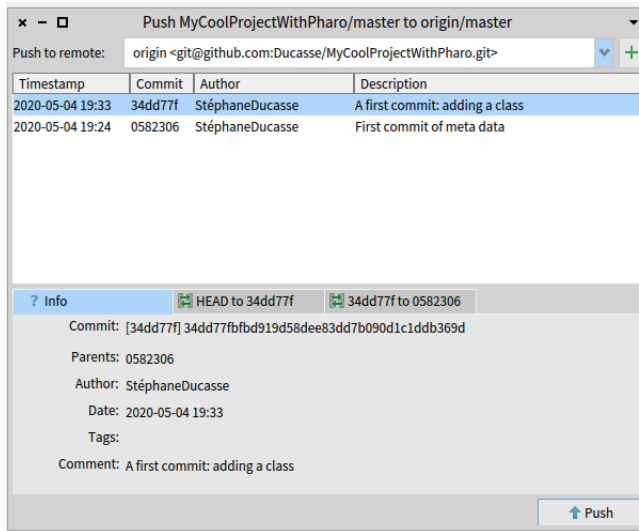 Push MyCoolProjectWithPharo/master to origin/master
Push to remote: origin <git@github.com:Ducasse/MyCoolProjectWithPharo.git>
Timestamp Commit Author Description
2020-05-04 19:33 34dd77f StéphaneDucasse A first commit: adding a class
2020-05-04 19:24 0582306 StéphaneDucasse First commit of meta data
? Info HEAD to 34dd77f 34dd77f to 0582306
Commit: [34dd77f] 34dd77fbfbd919d58dee83dd7b090d1c1ddb369d
Parents: 0582306
Author: StéphaneDucasse
Date: 2020-05-04 19:33
Tags:
Comment: A first commit: adding a class
Push